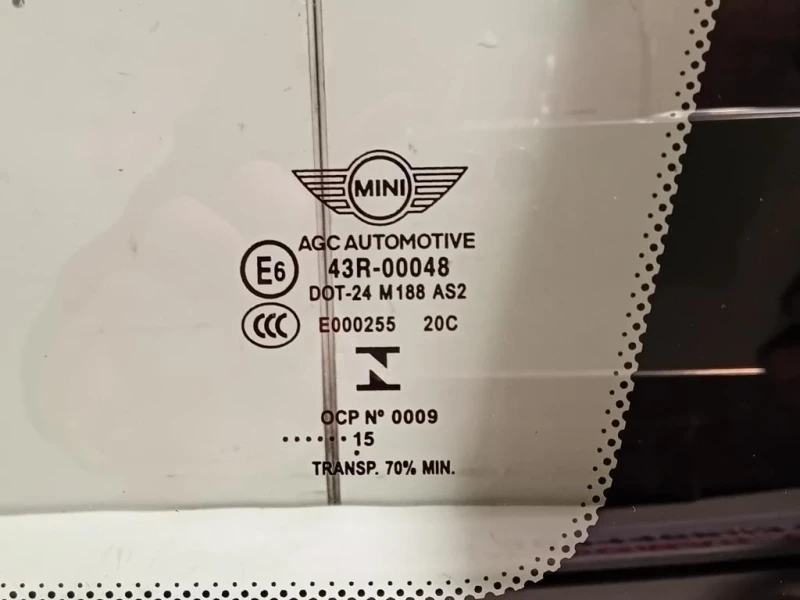 MINI
AGC AUTOMOTIVE
E6 43R-00048
DOT-24 M188 AS2
CCC E000255 20C
N
OCP Nº 0009
•••••• 15
TRANSP. 70% MIN.